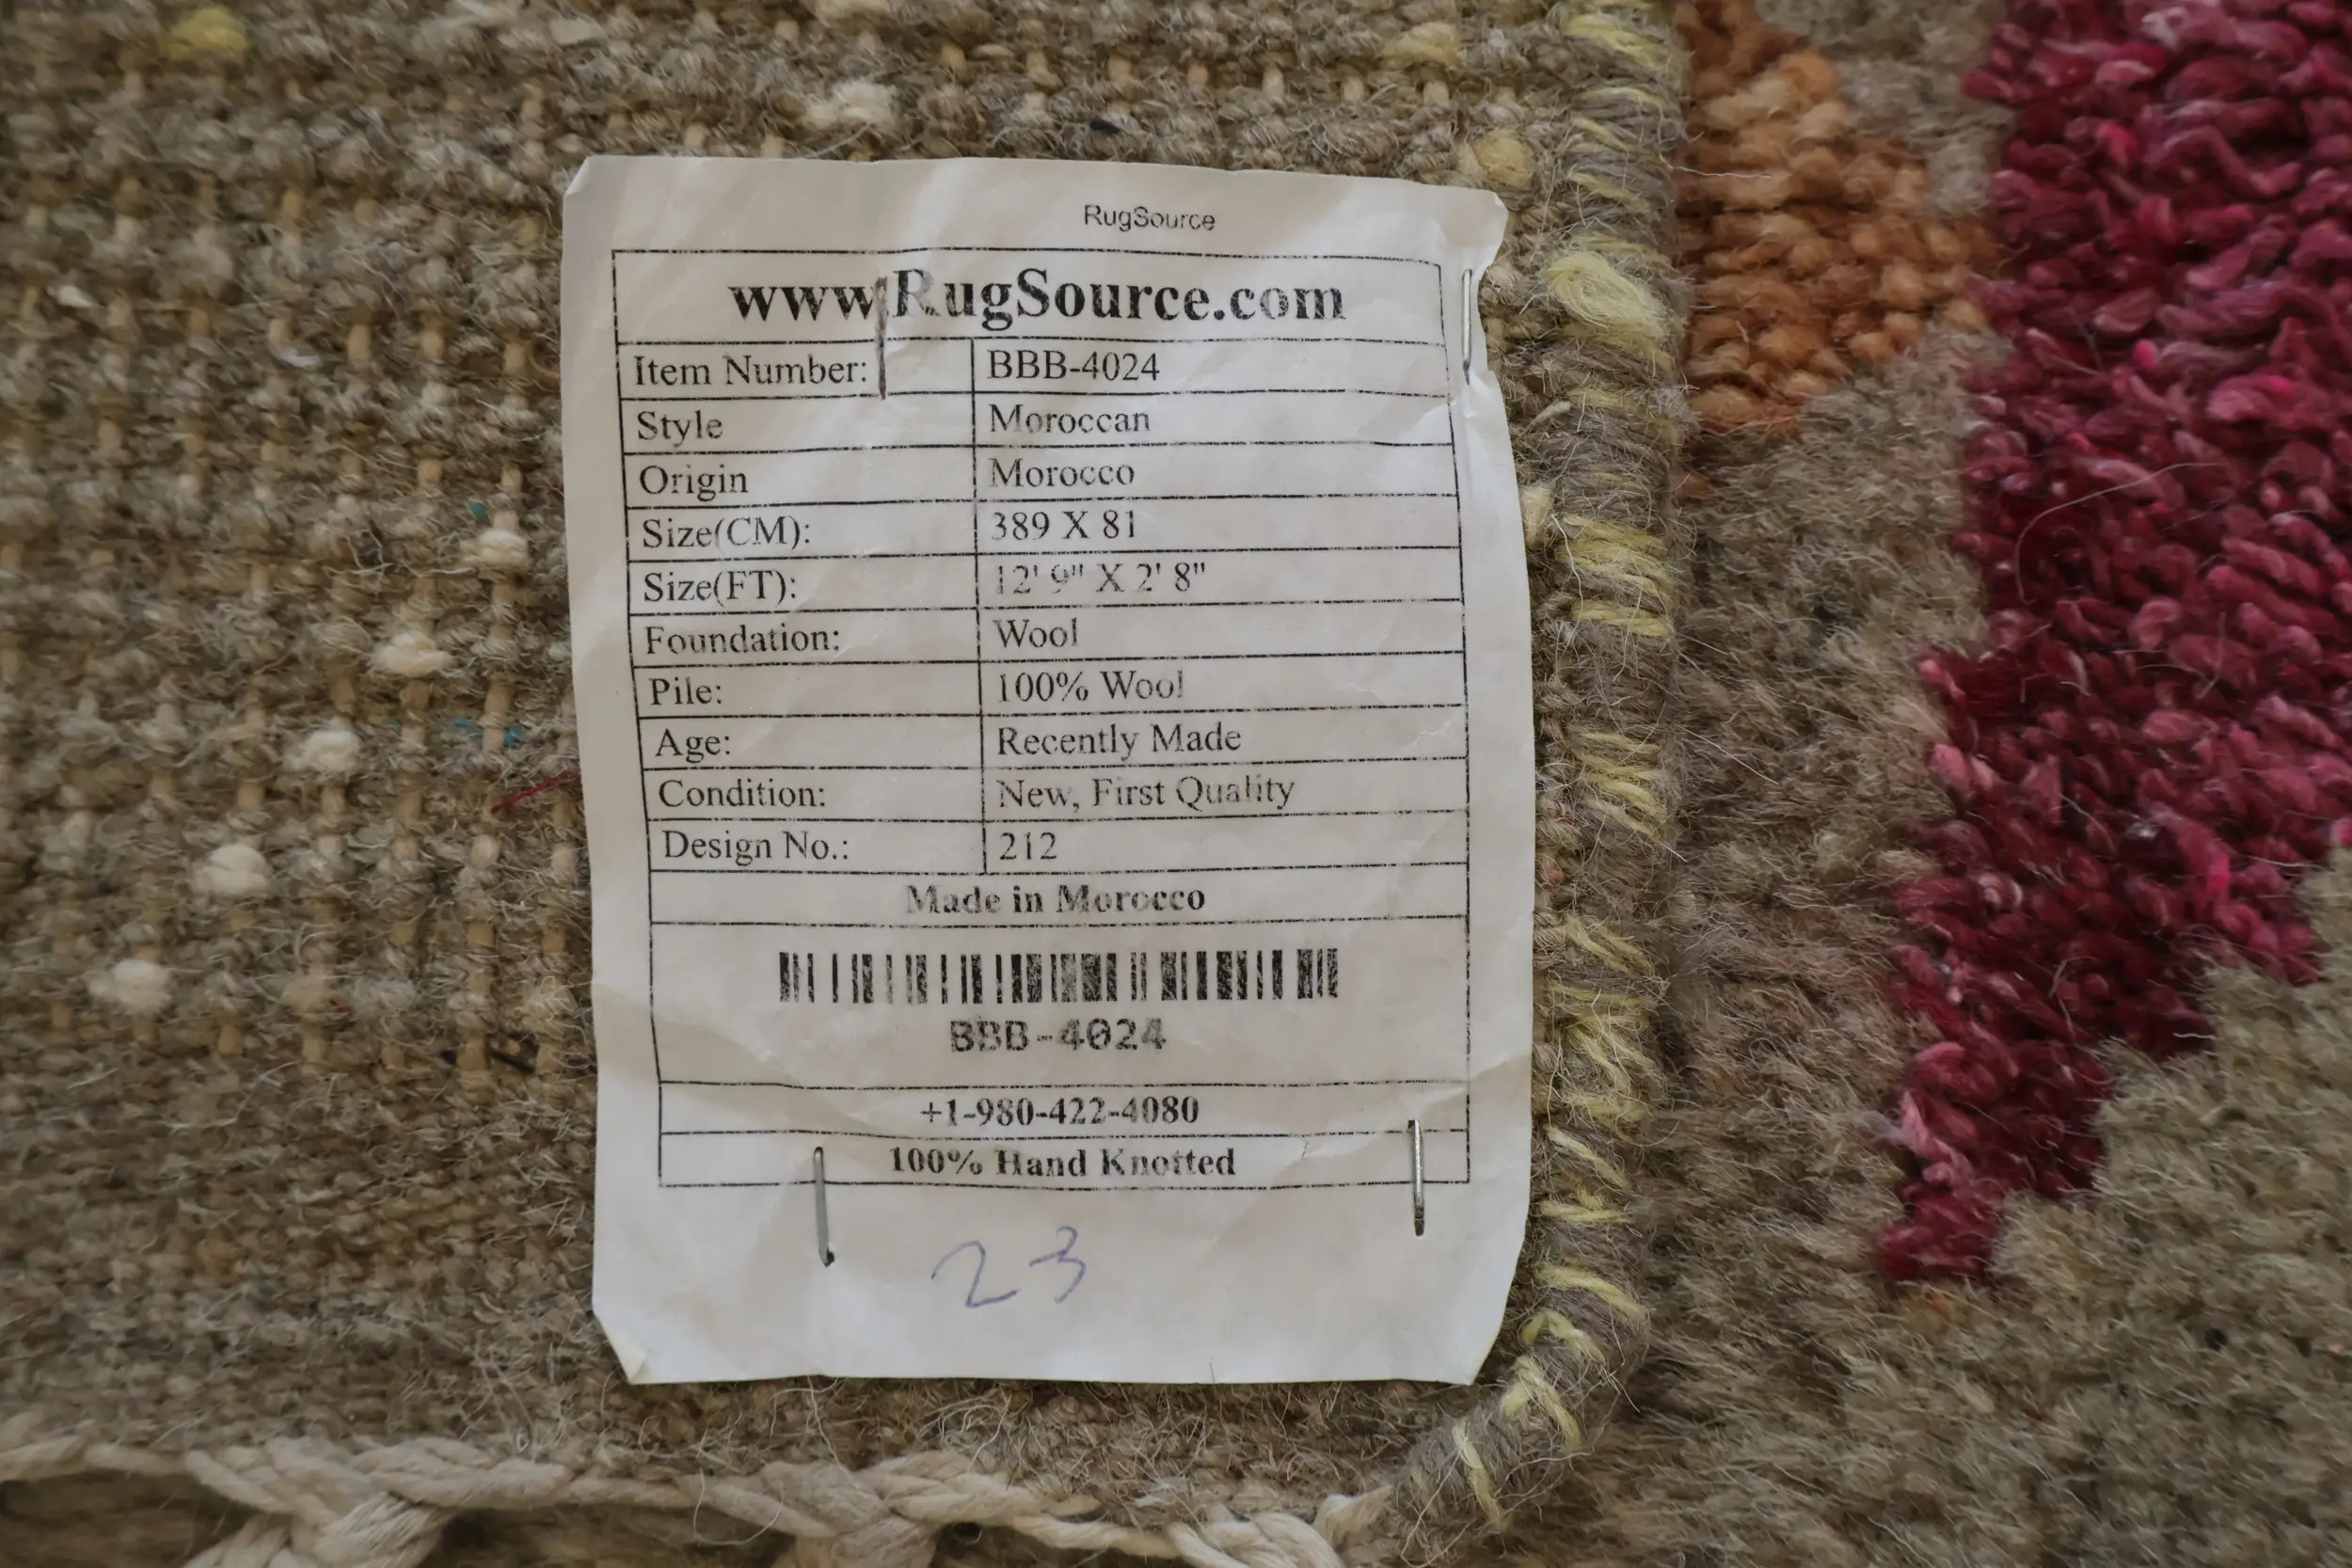 RugSource
www.RugSource.com
Item Number: BBB-4024
Style Moroccan
Origin Morocco
Size(CM): 389 X 81
Size(FT): 12' 9" X 2' 8"
Foundation: Wool
Pile: 100% Wool
Age: Recently Made
Condition: New, First Quality
Design No.: 212
Made in Morocco
BBB-4024
+1-980-422-4080
100% Hand Knotted
23